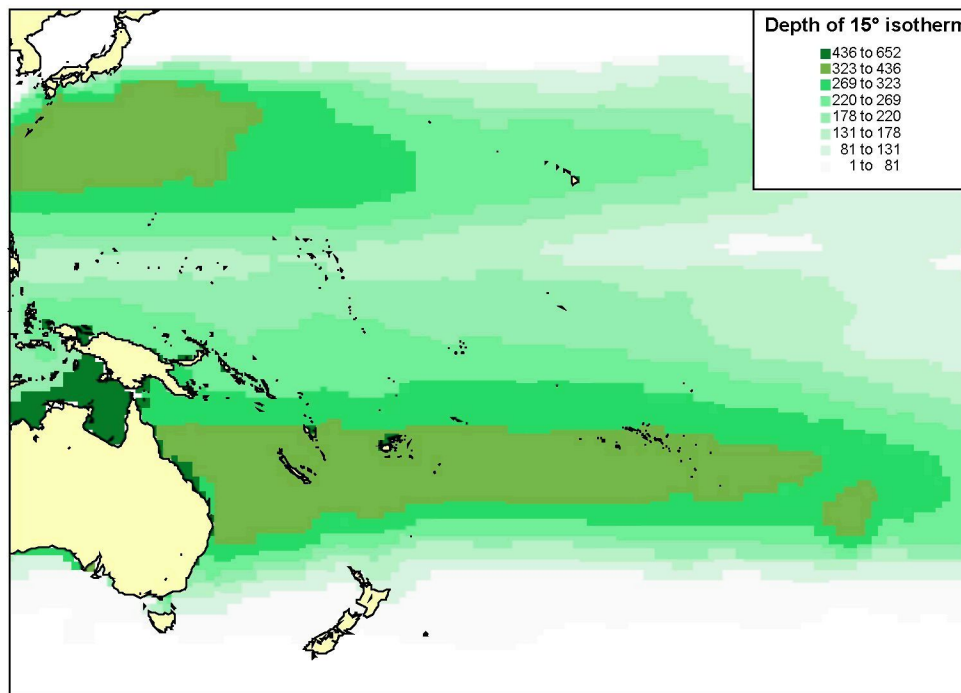 Depth of 15° isotherm
436 to 652
323 to 436
269 to 323
220 to 269
178 to 220
131 to 178
81 to 131
1 to 81